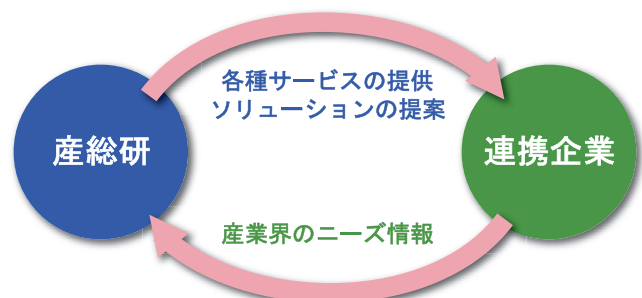 各種サービスの提供
ソリューションの提案
産総研
連携企業
産業界のニーズ情報